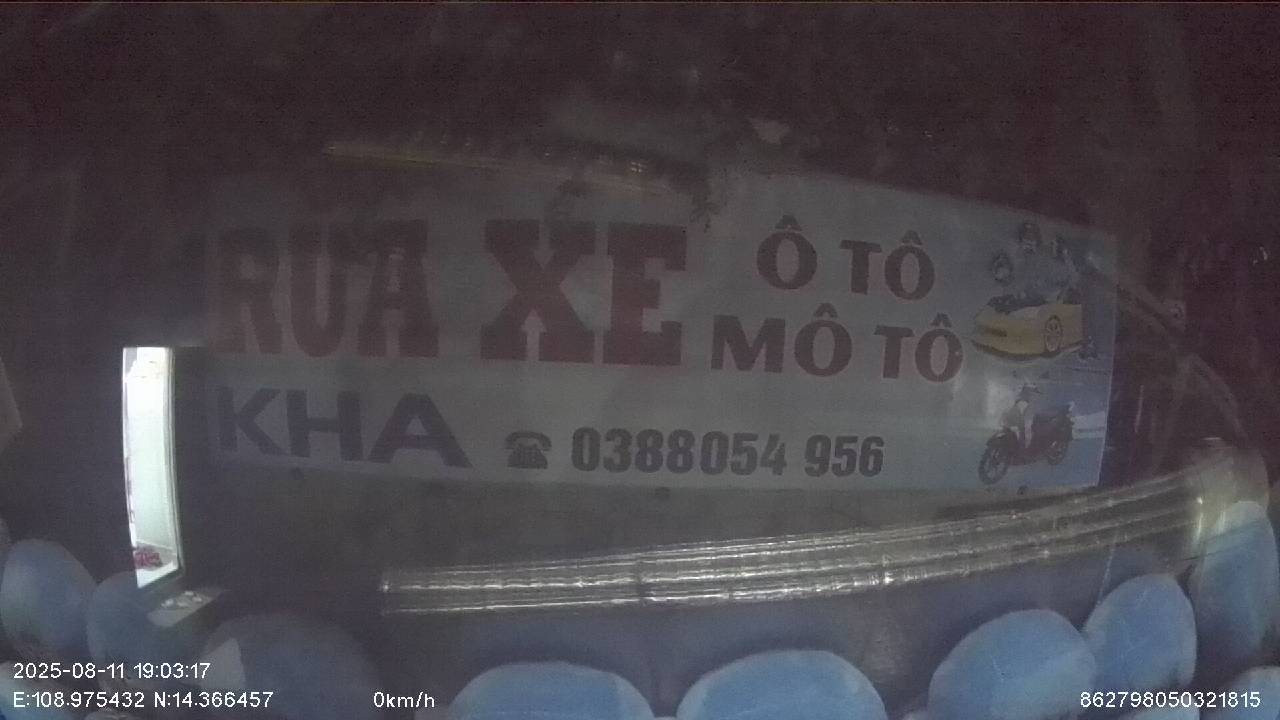 RỬA XE
Ô TÔ
MÔ TÔ
KHA
☎ 0388054 956
2025-08-11 19:03:17
E:108.975432 N:14.366457
0km/h
862798050321815